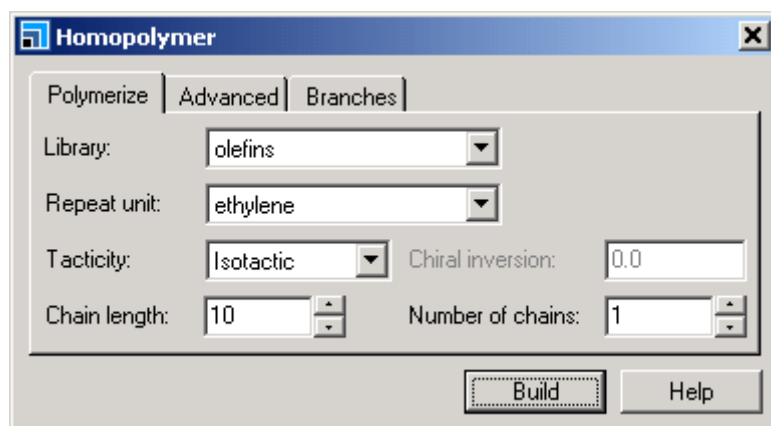 Homopolymer
Polymerize Advanced Branches
Library: olefins
Repeat unit: ethylene
Tacticity: Isotactic Chiral inversion: 0.0
Chain length: 10 Number of chains: 1
Build Help